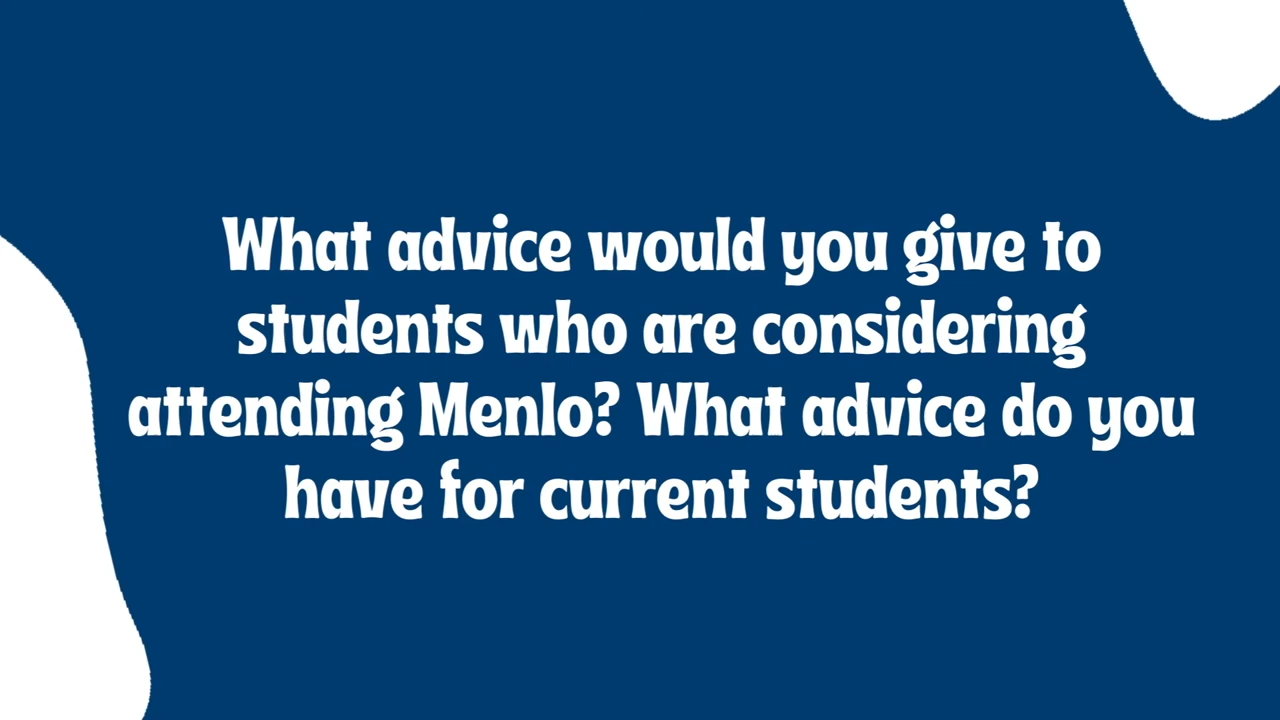 What advice would you give to
students who are considering
attending Menlo? What advice do you
have for current students?